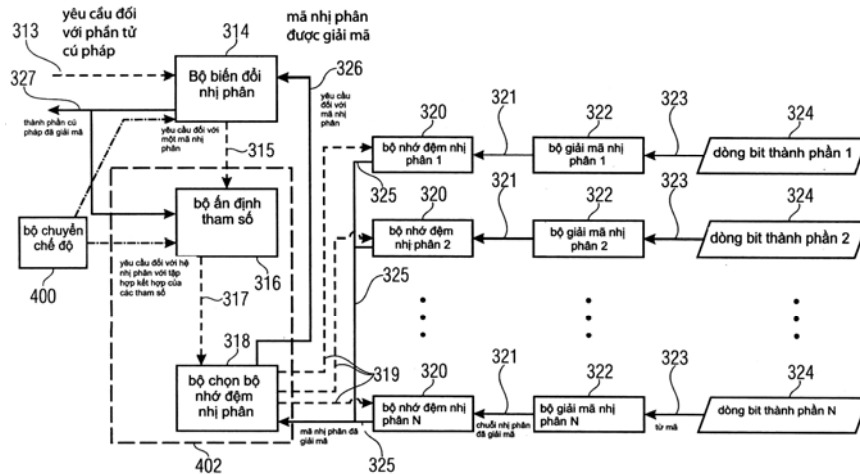 yêu cầu đối
với phần tử
cú pháp
313
327
314
Bộ biến đổi
nhị phân
mã nhị phân
được giải mã
326
yêu cầu đối
với mã nhị
phân
thành phần cú
pháp đã giải mã
yêu cầu đối với
một mã nhị
phân
315
bộ ấn định
tham số
316
bộ chuyển
chế độ
400
yêu cầu đối với hệ
nhị phân với tập
hợp kết hợp của
các tham số
317
318
bộ chọn bộ
nhớ đệm
nhị phân
402
319
mã nhị phân đã
giải mã
325
320
bộ nhớ đệm
nhị phân 1
325
321
322
bộ giải mã nhị
phân 1
323
324
dòng bit thành phần 1
320
bộ nhớ đệm
nhị phân 2
325
321
322
bộ giải mã nhị
phân 2
323
324
dòng bit thành phần 2
320
bộ nhớ đệm nhị
phân N
321
chuỗi nhị phân
đã giải mã
322
bộ giải mã nhị
phân N
323
từ mã
324
dòng bit thành phần N